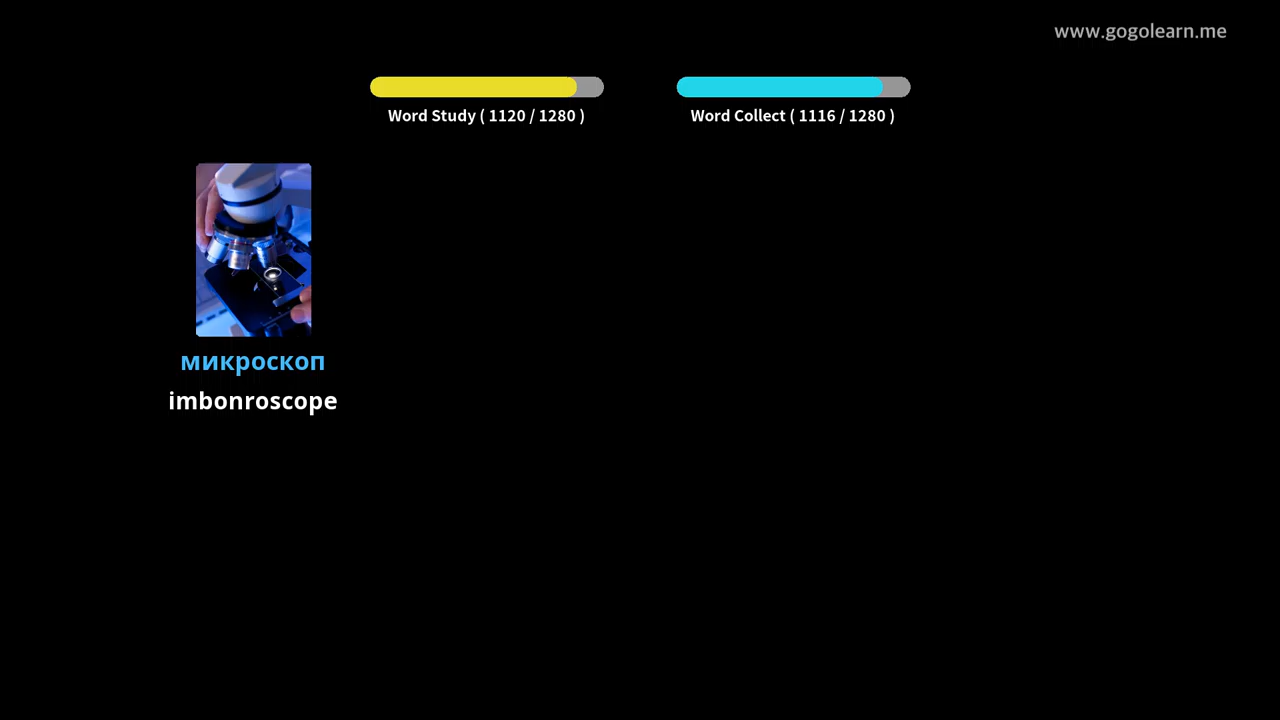 www.gogolearn.me
Word Study ( 1120 / 1280 )
Word Collect ( 1116 / 1280 )
микроскоп
imbonroscope